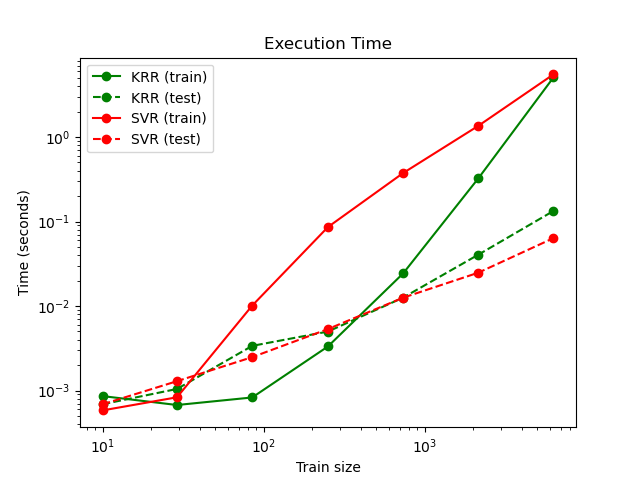 Execution Time
KRR (train)
KRR (test)
SVR (train)
SVR (test)
Time (seconds)
10⁰
10⁻¹
10⁻²
10⁻³
10¹
10²
10³
Train size